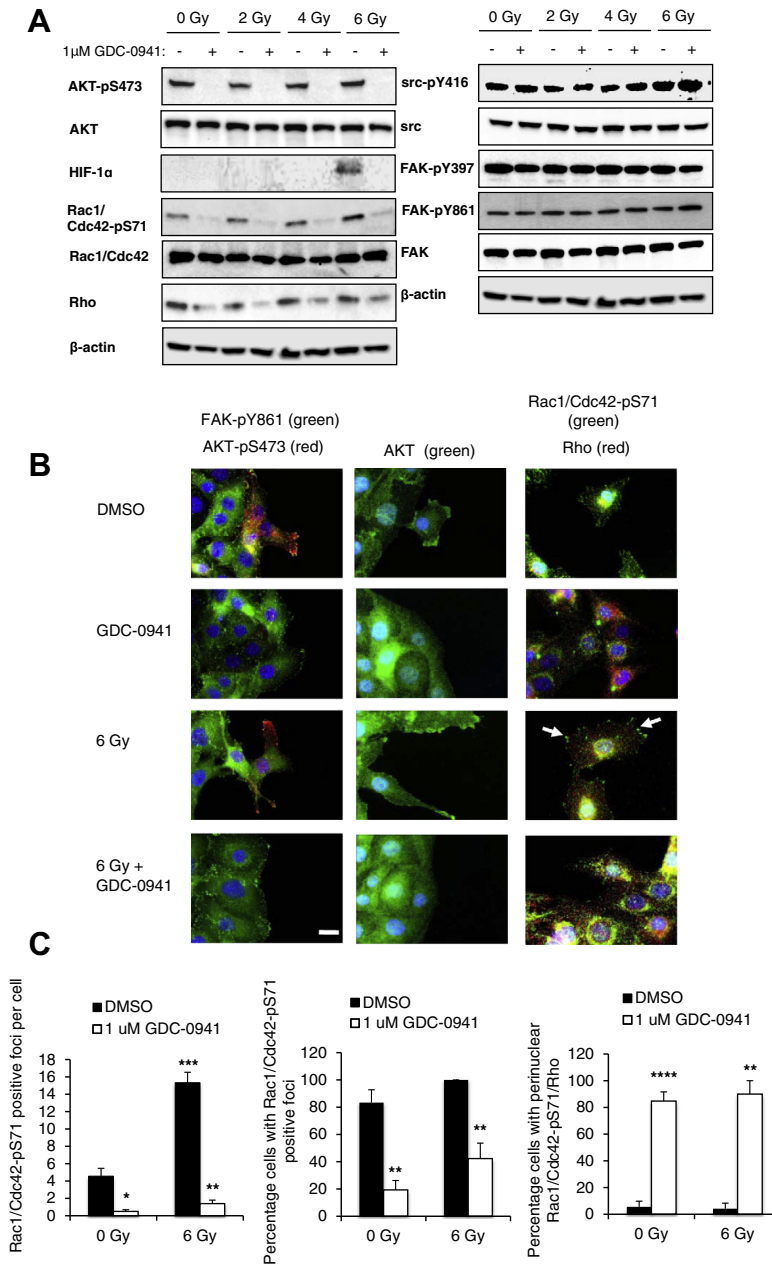 A
0 Gy 2 Gy 4 Gy 6 Gy
1μM GDC-0941: - + - + - + - +
AKT-pS473
AKT
HIF-1α
Rac1/
Cdc42-pS71
Rac1/Cdc42
Rho
β-actin
0 Gy 2 Gy 4 Gy 6 Gy
- + - + - + - +
src-pY416
src
FAK-pY397
FAK-pY861
FAK
β-actin
B
FAK-pY861 (green)
AKT-pS473 (red)
AKT (green)
Rac1/Cdc42-pS71
(green)
Rho (red)
DMSO
GDC-0941
6 Gy
6 Gy +
GDC-0941
C
Rac1/Cdc42-pS71 positive foci per cell
DMSO
1 uM GDC-0941
18
16
14
12
10
8
6
4
2
0
*
***
**
0 Gy 6 Gy
Percentage cells with Rac1/Cdc42-pS71
positive foci
DMSO
1 uM GDC-0941
120
100
80
60
40
20
0
**
**
0 Gy 6 Gy
Percentage cells with perinuclear
Rac1/Cdc42-pS71/Rho
DMSO
1 uM GDC-0941
120
100
80
60
40
20
0
****
**
0 Gy 6 Gy